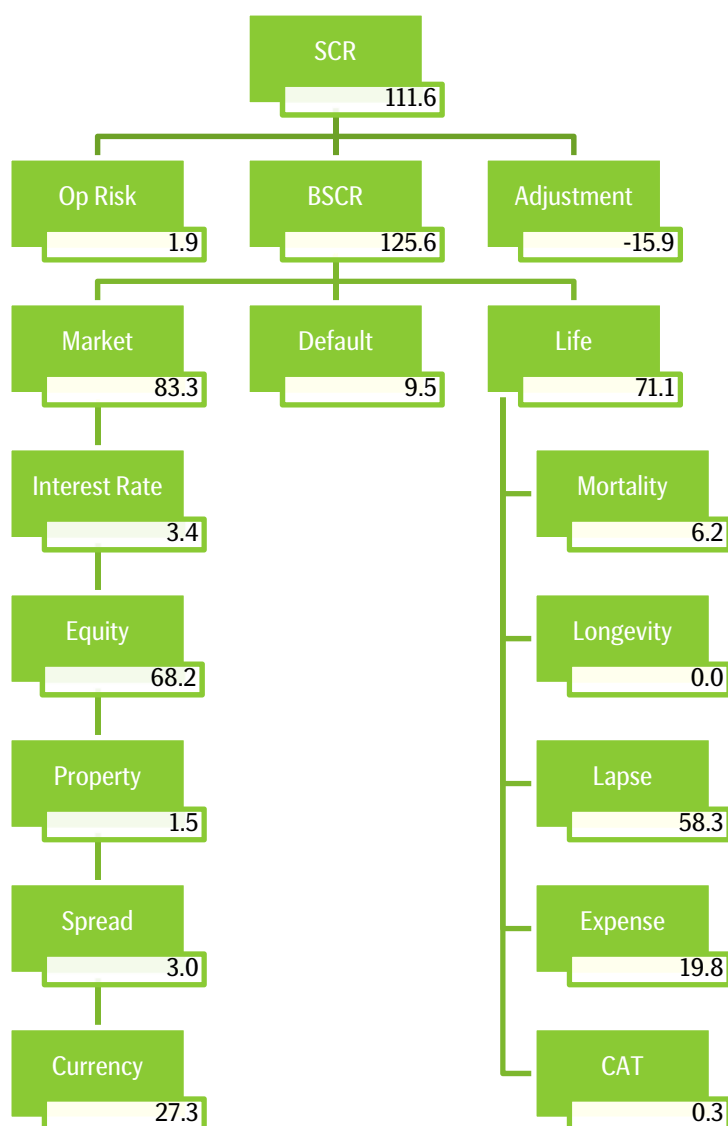 SCR
111.6
Op Risk
1.9
BSCR
125.6
Adjustment
-15.9
Market
83.3
Default
9.5
Life
71.1
Interest Rate
3.4
Mortality
6.2
Equity
68.2
Longevity
0.0
Property
1.5
Lapse
58.3
Spread
3.0
Expense
19.8
Currency
27.3
CAT
0.3